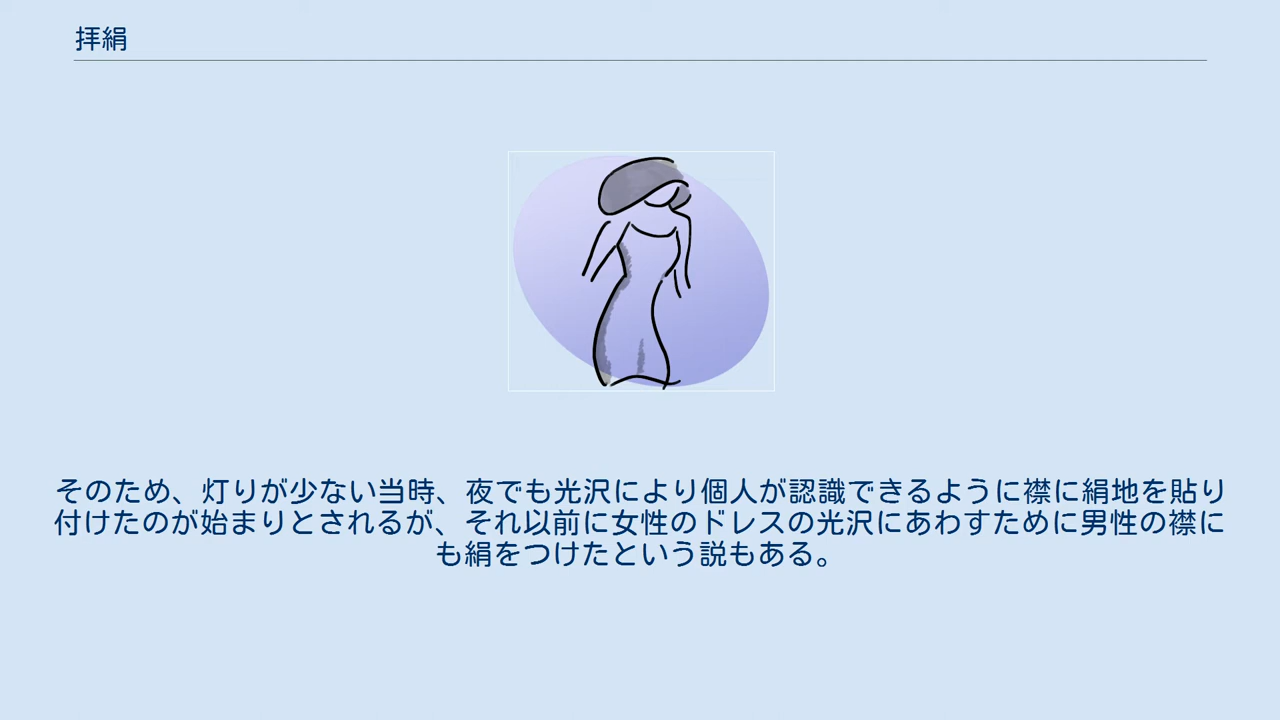 拝絹
そのため、灯りが少ない当時、夜でも光沢により個人が認識できるように襟に絹地を貼り
付けたのが始まりとされるが、それ以前に女性のドレスの光沢にあわすために男性の襟に
も絹をつけたという説もある。